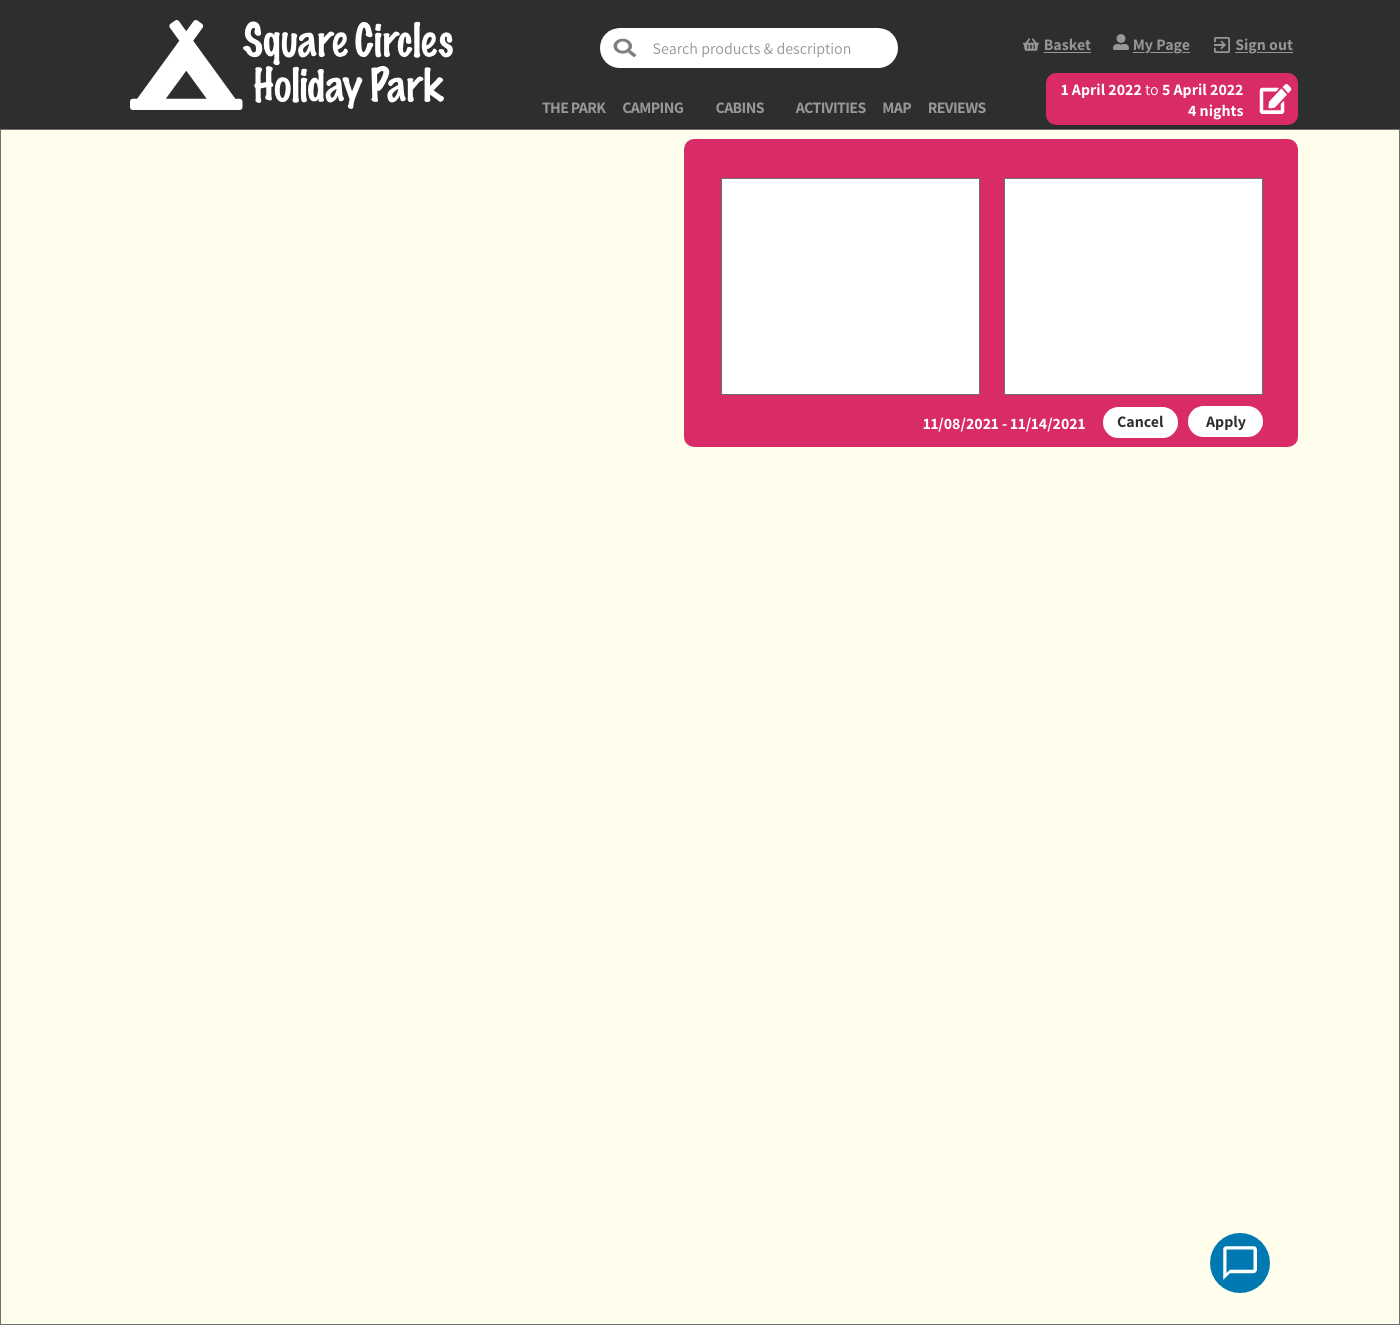 Square Circles
Holiday Park
Search products & description
Basket
My Page
Sign out
THE PARK
CAMPING
CABINS
ACTIVITIES
MAP
REVIEWS
1 April 2022 to 5 April 2022
4 nights
11/08/2021 - 11/14/2021
Cancel
Apply